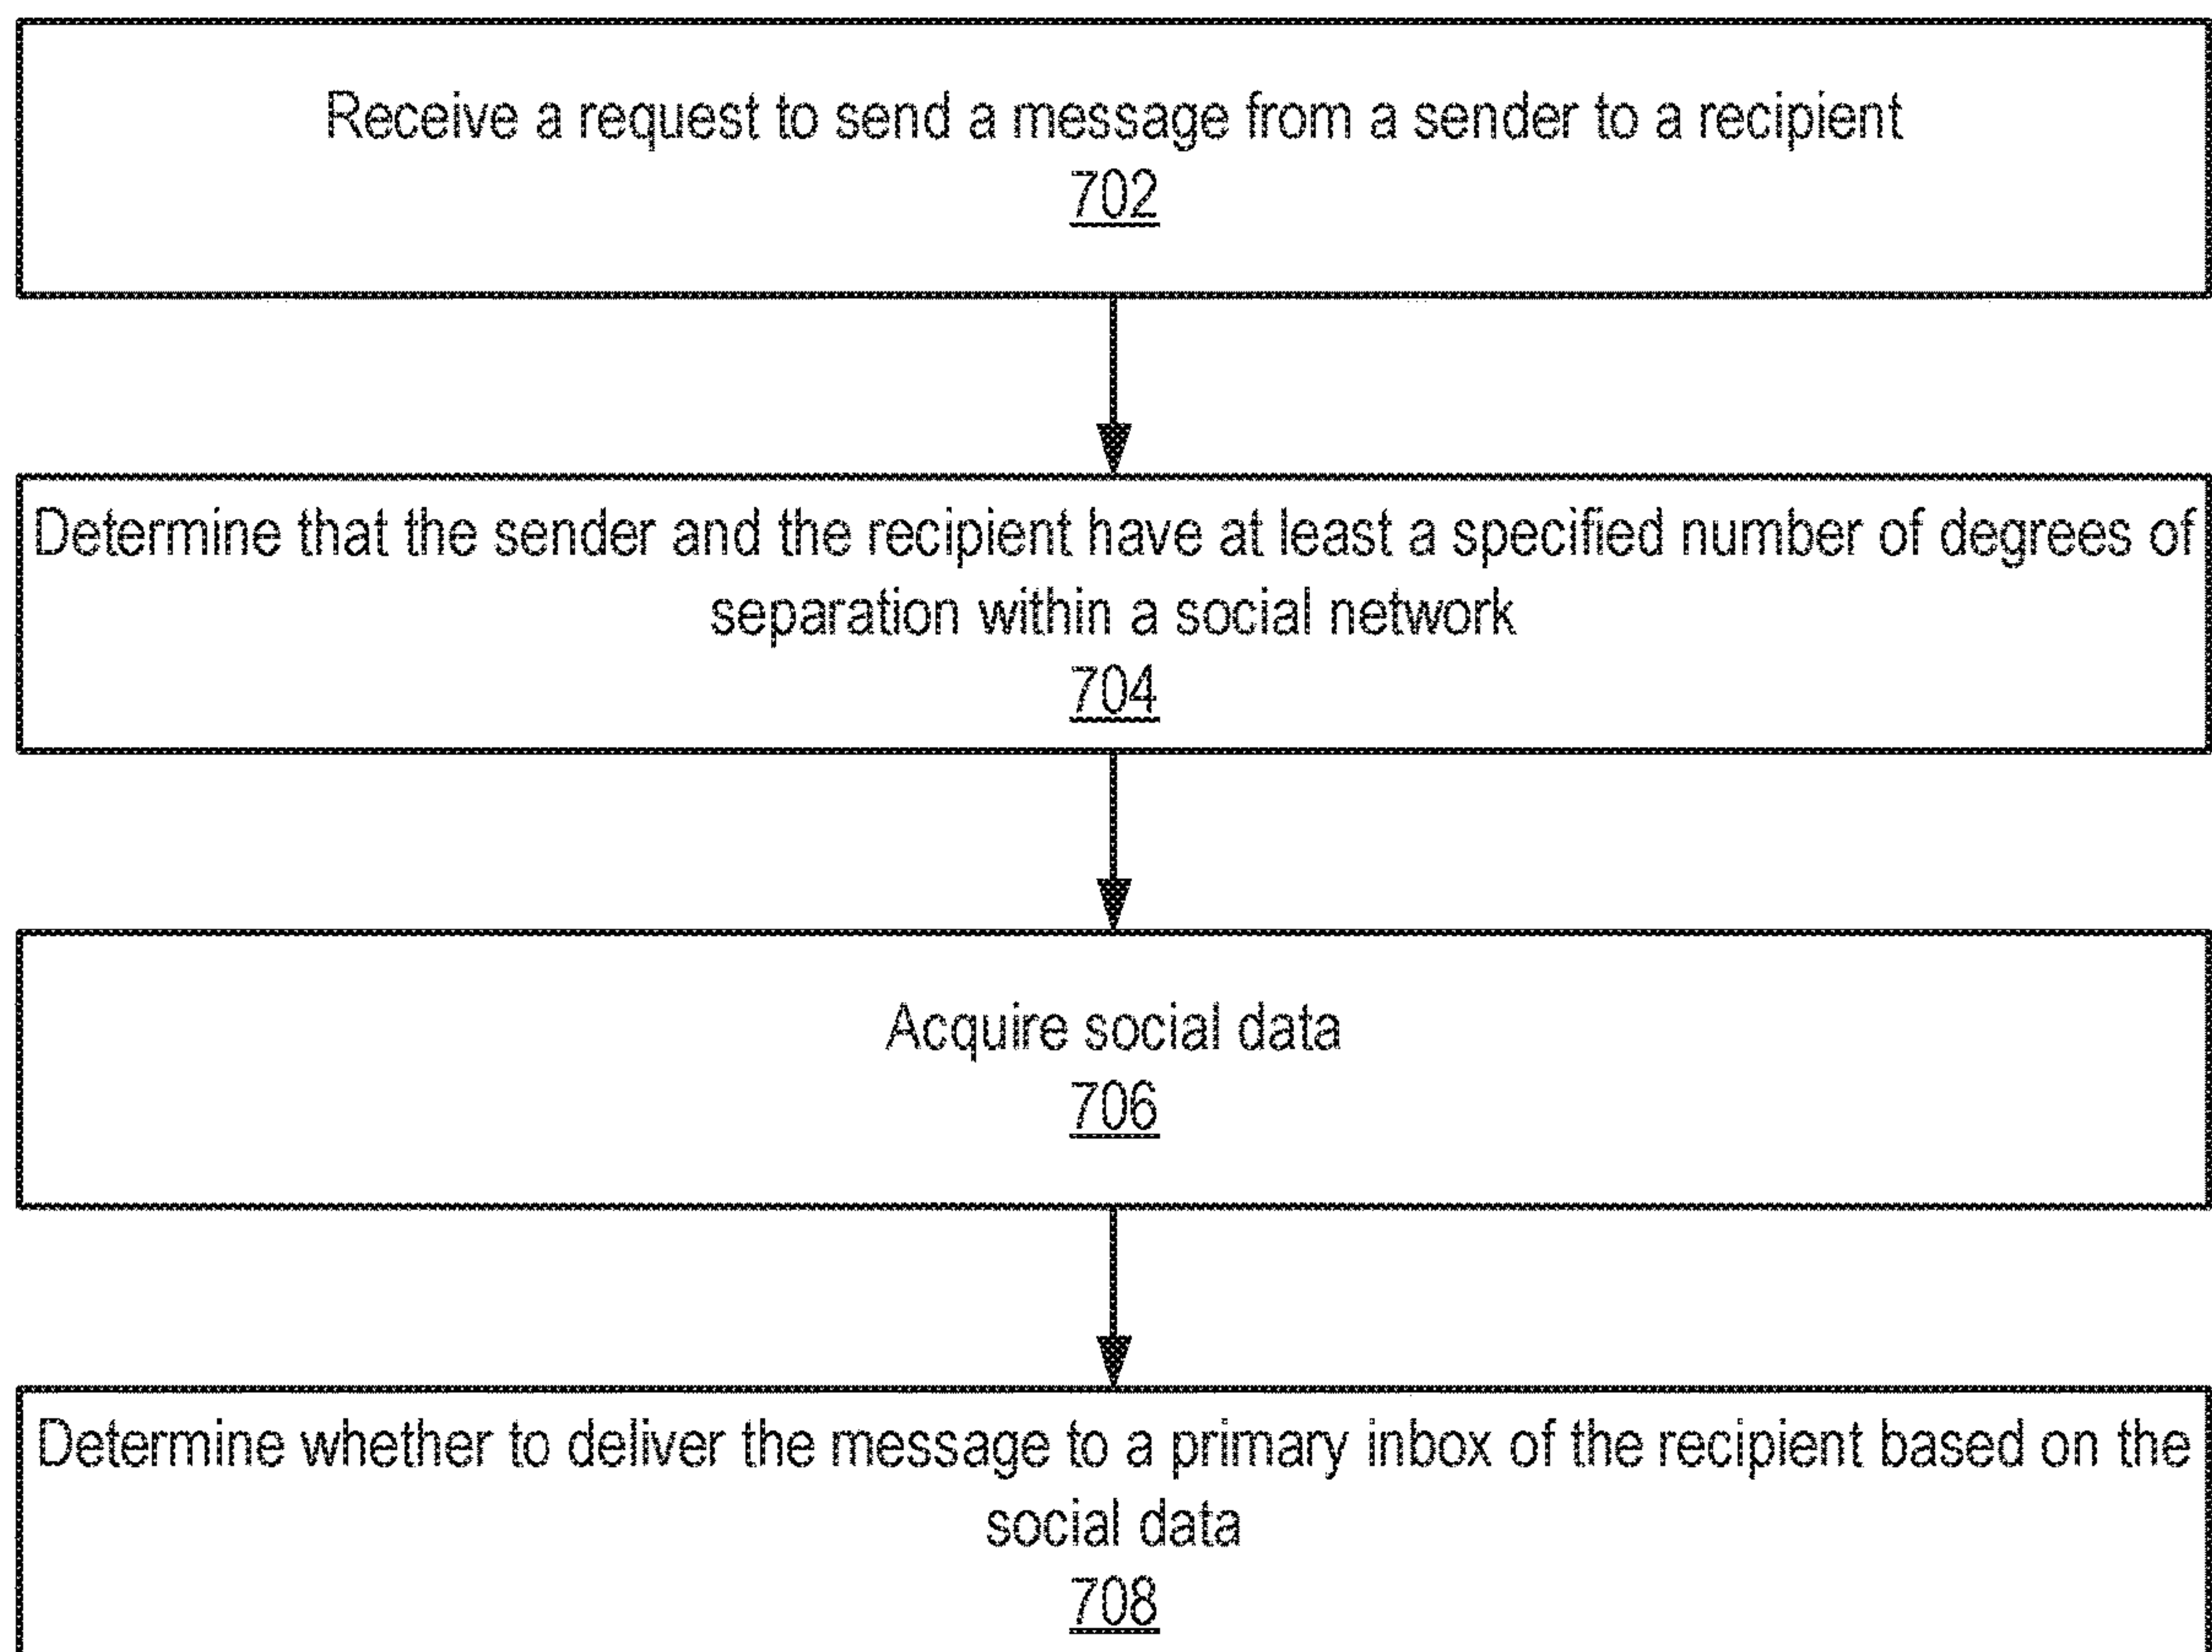 Receive a request to send a message from a sender to a recipient
702
Determine that the sender and the recipient have at least a specified number of degrees of
separation within a social network
704
Acquire social data
706
Determine whether to deliver the message to a primary inbox of the recipient based on the
social data
708